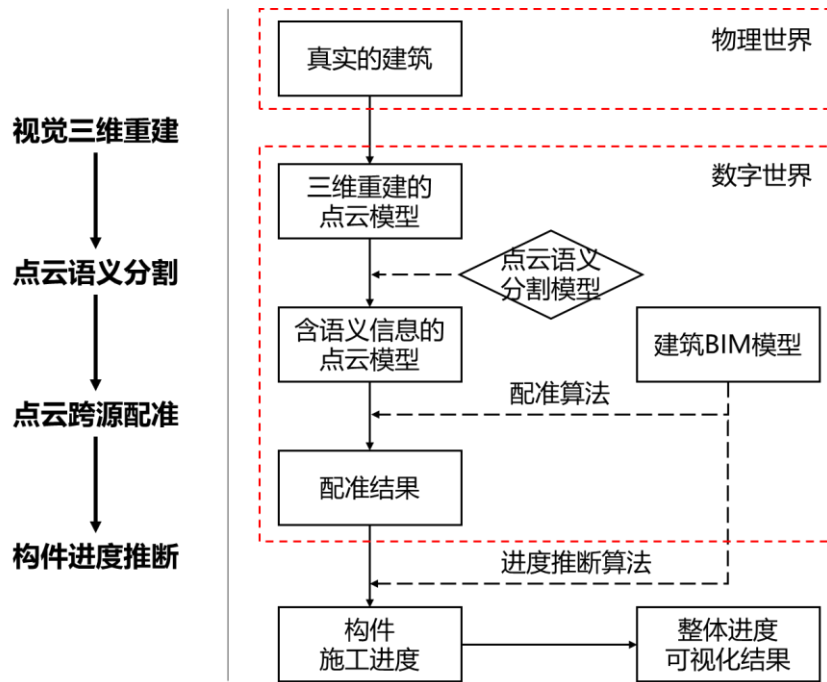 视觉三维重建
点云语义分割
点云跨源配准
构件进度推断
物理世界
真实的建筑
数字世界
三维重建的
点云模型
点云语义
分割模型
含语义信息的
点云模型
建筑BIM模型
配准算法
配准结果
进度推断算法
构件
施工进度
整体进度
可视化结果